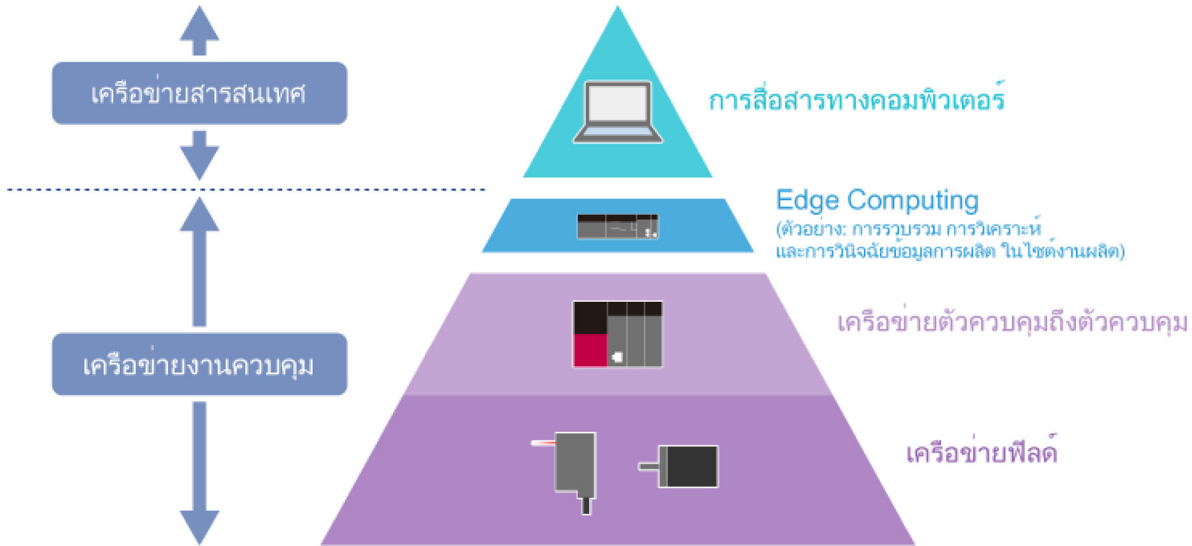 เครือข่ายสารสนเทศ
การสื่อสารทางคอมพิวเตอร์
Edge Computing
(ตัวอย่าง: การรวบรวม การวิเคราะห์
และการวินิจฉัยข้อมูลการผลิต ในไซต์งานผลิต)
เครือข่ายตัวควบคุมถึงตัวควบคุม
เครือข่ายงานควบคุม
เครือข่ายฟิลด์